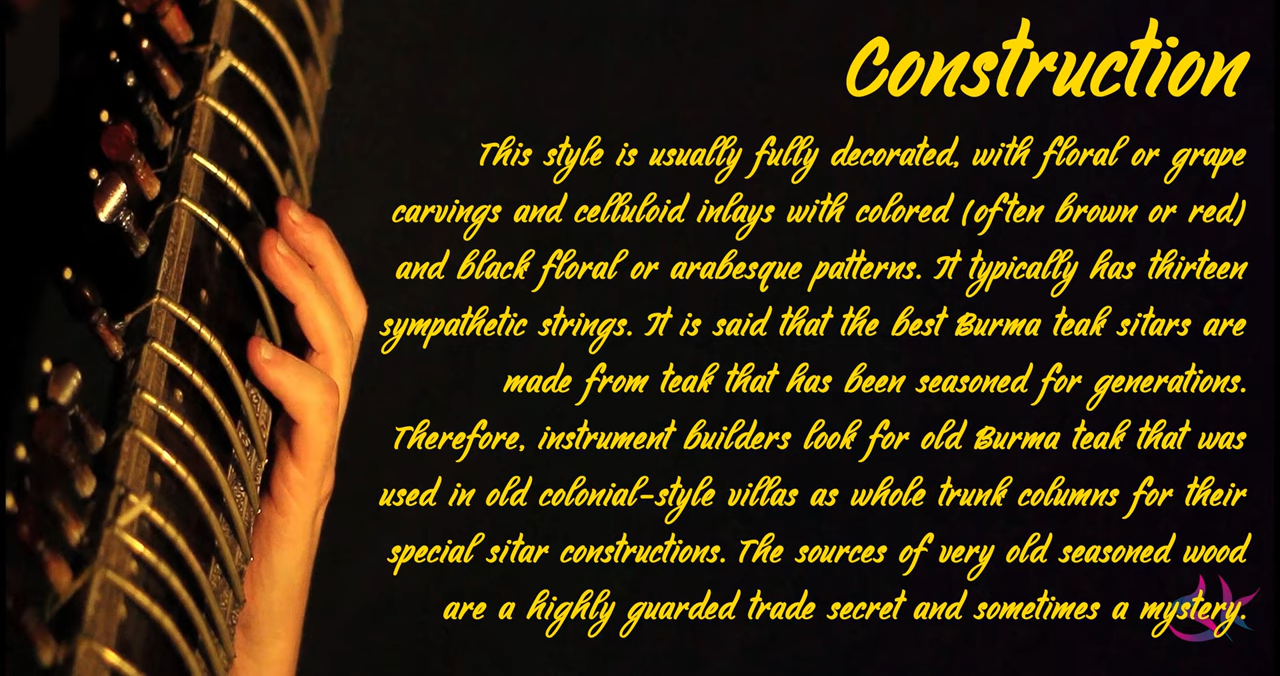 Construction
This style is usually fully decorated, with floral or grape
carvings and celluloid inlays with colored (often brown or red)
and black floral or arabesque patterns. It typically has thirteen
sympathetic strings. It is said that the best Burma teak sitars are
made from teak that has been seasoned for generations.
Therefore, instrument builders look for old Burma teak that was
used in old colonial-style villas as whole trunk columns for their
special sitar constructions. The sources of very old seasoned wood
are a highly guarded trade secret and sometimes a mystery.